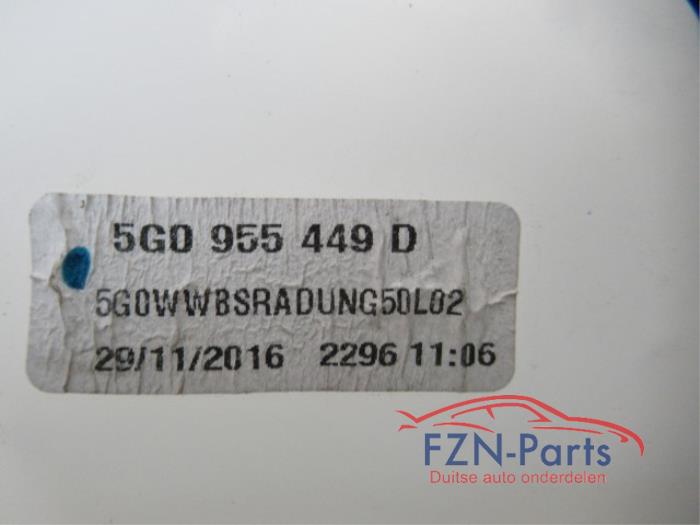 5G0 955 449 D
5G0WWBSRADUNG50L02
29/11/2016 2296 11:06
FZN-Parts
Duitse auto onderdelen